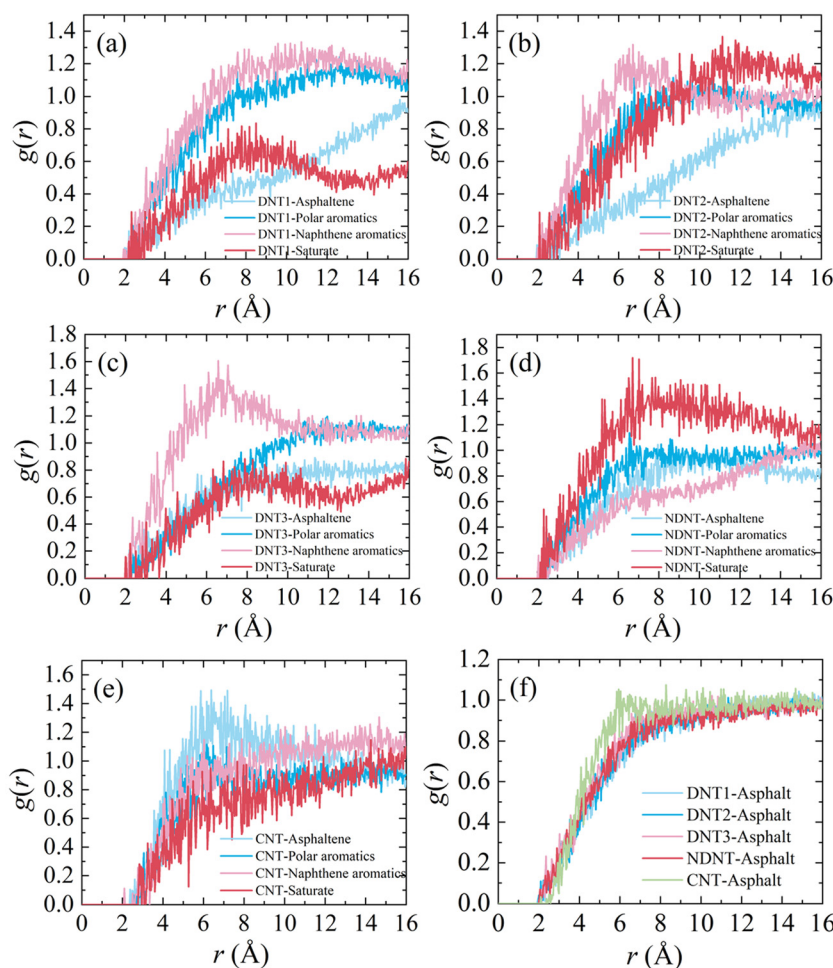 (a)
1.4
1.2
1.0
0.8
0.6
0.4
0.2
0.0
g(r)
DNT1-Asphaltene
DNT1-Polar aromatics
DNT1-Naphthene aromatics
DNT1-Saturate
0 2 4 6 8 10 12 14 16
r (Å)
(b)
1.4
1.2
1.0
0.8
0.6
0.4
0.2
0.0
g(r)
DNT2-Asphaltene
DNT2-Polar aromatics
DNT2-Naphthene aromatics
DNT2-Saturate
0 2 4 6 8 10 12 14 16
r (Å)
(c)
1.8
1.6
1.4
1.2
1.0
0.8
0.6
0.4
0.2
0.0
g(r)
DNT3-Asphaltene
DNT3-Polar aromatics
DNT3-Naphthene aromatics
DNT3-Saturate
0 2 4 6 8 10 12 14 16
r (Å)
(d)
1.8
1.6
1.4
1.2
1.0
0.8
0.6
0.4
0.2
0.0
g(r)
NDNT-Asphaltene
NDNT-Polar aromatics
NDNT-Naphthene aromatics
NDNT-Saturate
0 2 4 6 8 10 12 14 16
r (Å)
(e)
1.6
1.4
1.2
1.0
0.8
0.6
0.4
0.2
0.0
g(r)
CNT-Asphaltene
CNT-Polar aromatics
CNT-Naphthene aromatics
CNT-Saturate
0 2 4 6 8 10 12 14 16
r (Å)
(f)
1.2
1.0
0.8
0.6
0.4
0.2
0.0
g(r)
DNT1-Asphalt
DNT2-Asphalt
DNT3-Asphalt
NDNT-Asphalt
CNT-Asphalt
0 2 4 6 8 10 12 14 16
r (Å)